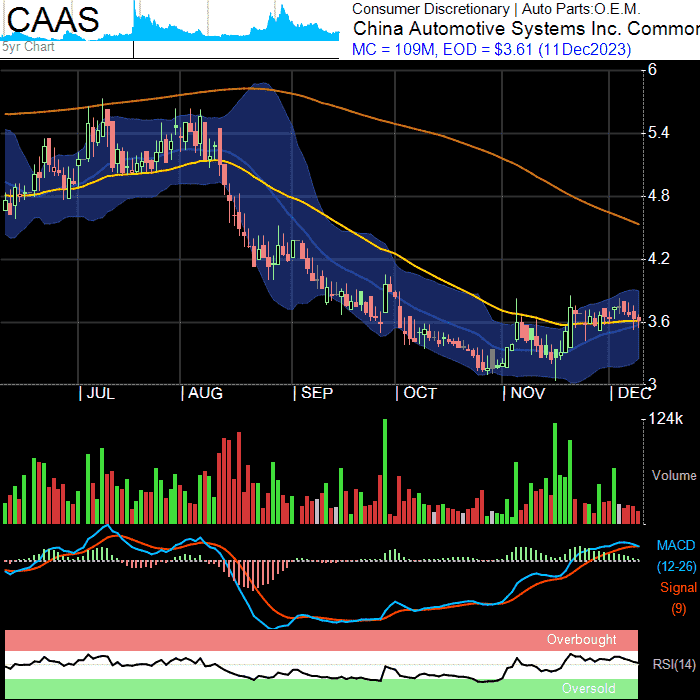 CAAS
5yr Chart
Consumer Discretionary | Auto Parts:O.E.M.
China Automotive Systems Inc. Common
MC = 109M, EOD = $3.61 (11Dec2023)
6
5.4
4.8
4.2
3.6
3
JUL AUG SEP OCT NOV DEC
124k
Volume
MACD
(12-26)
Signal
(9)
Overbought
RSI(14)
Oversold